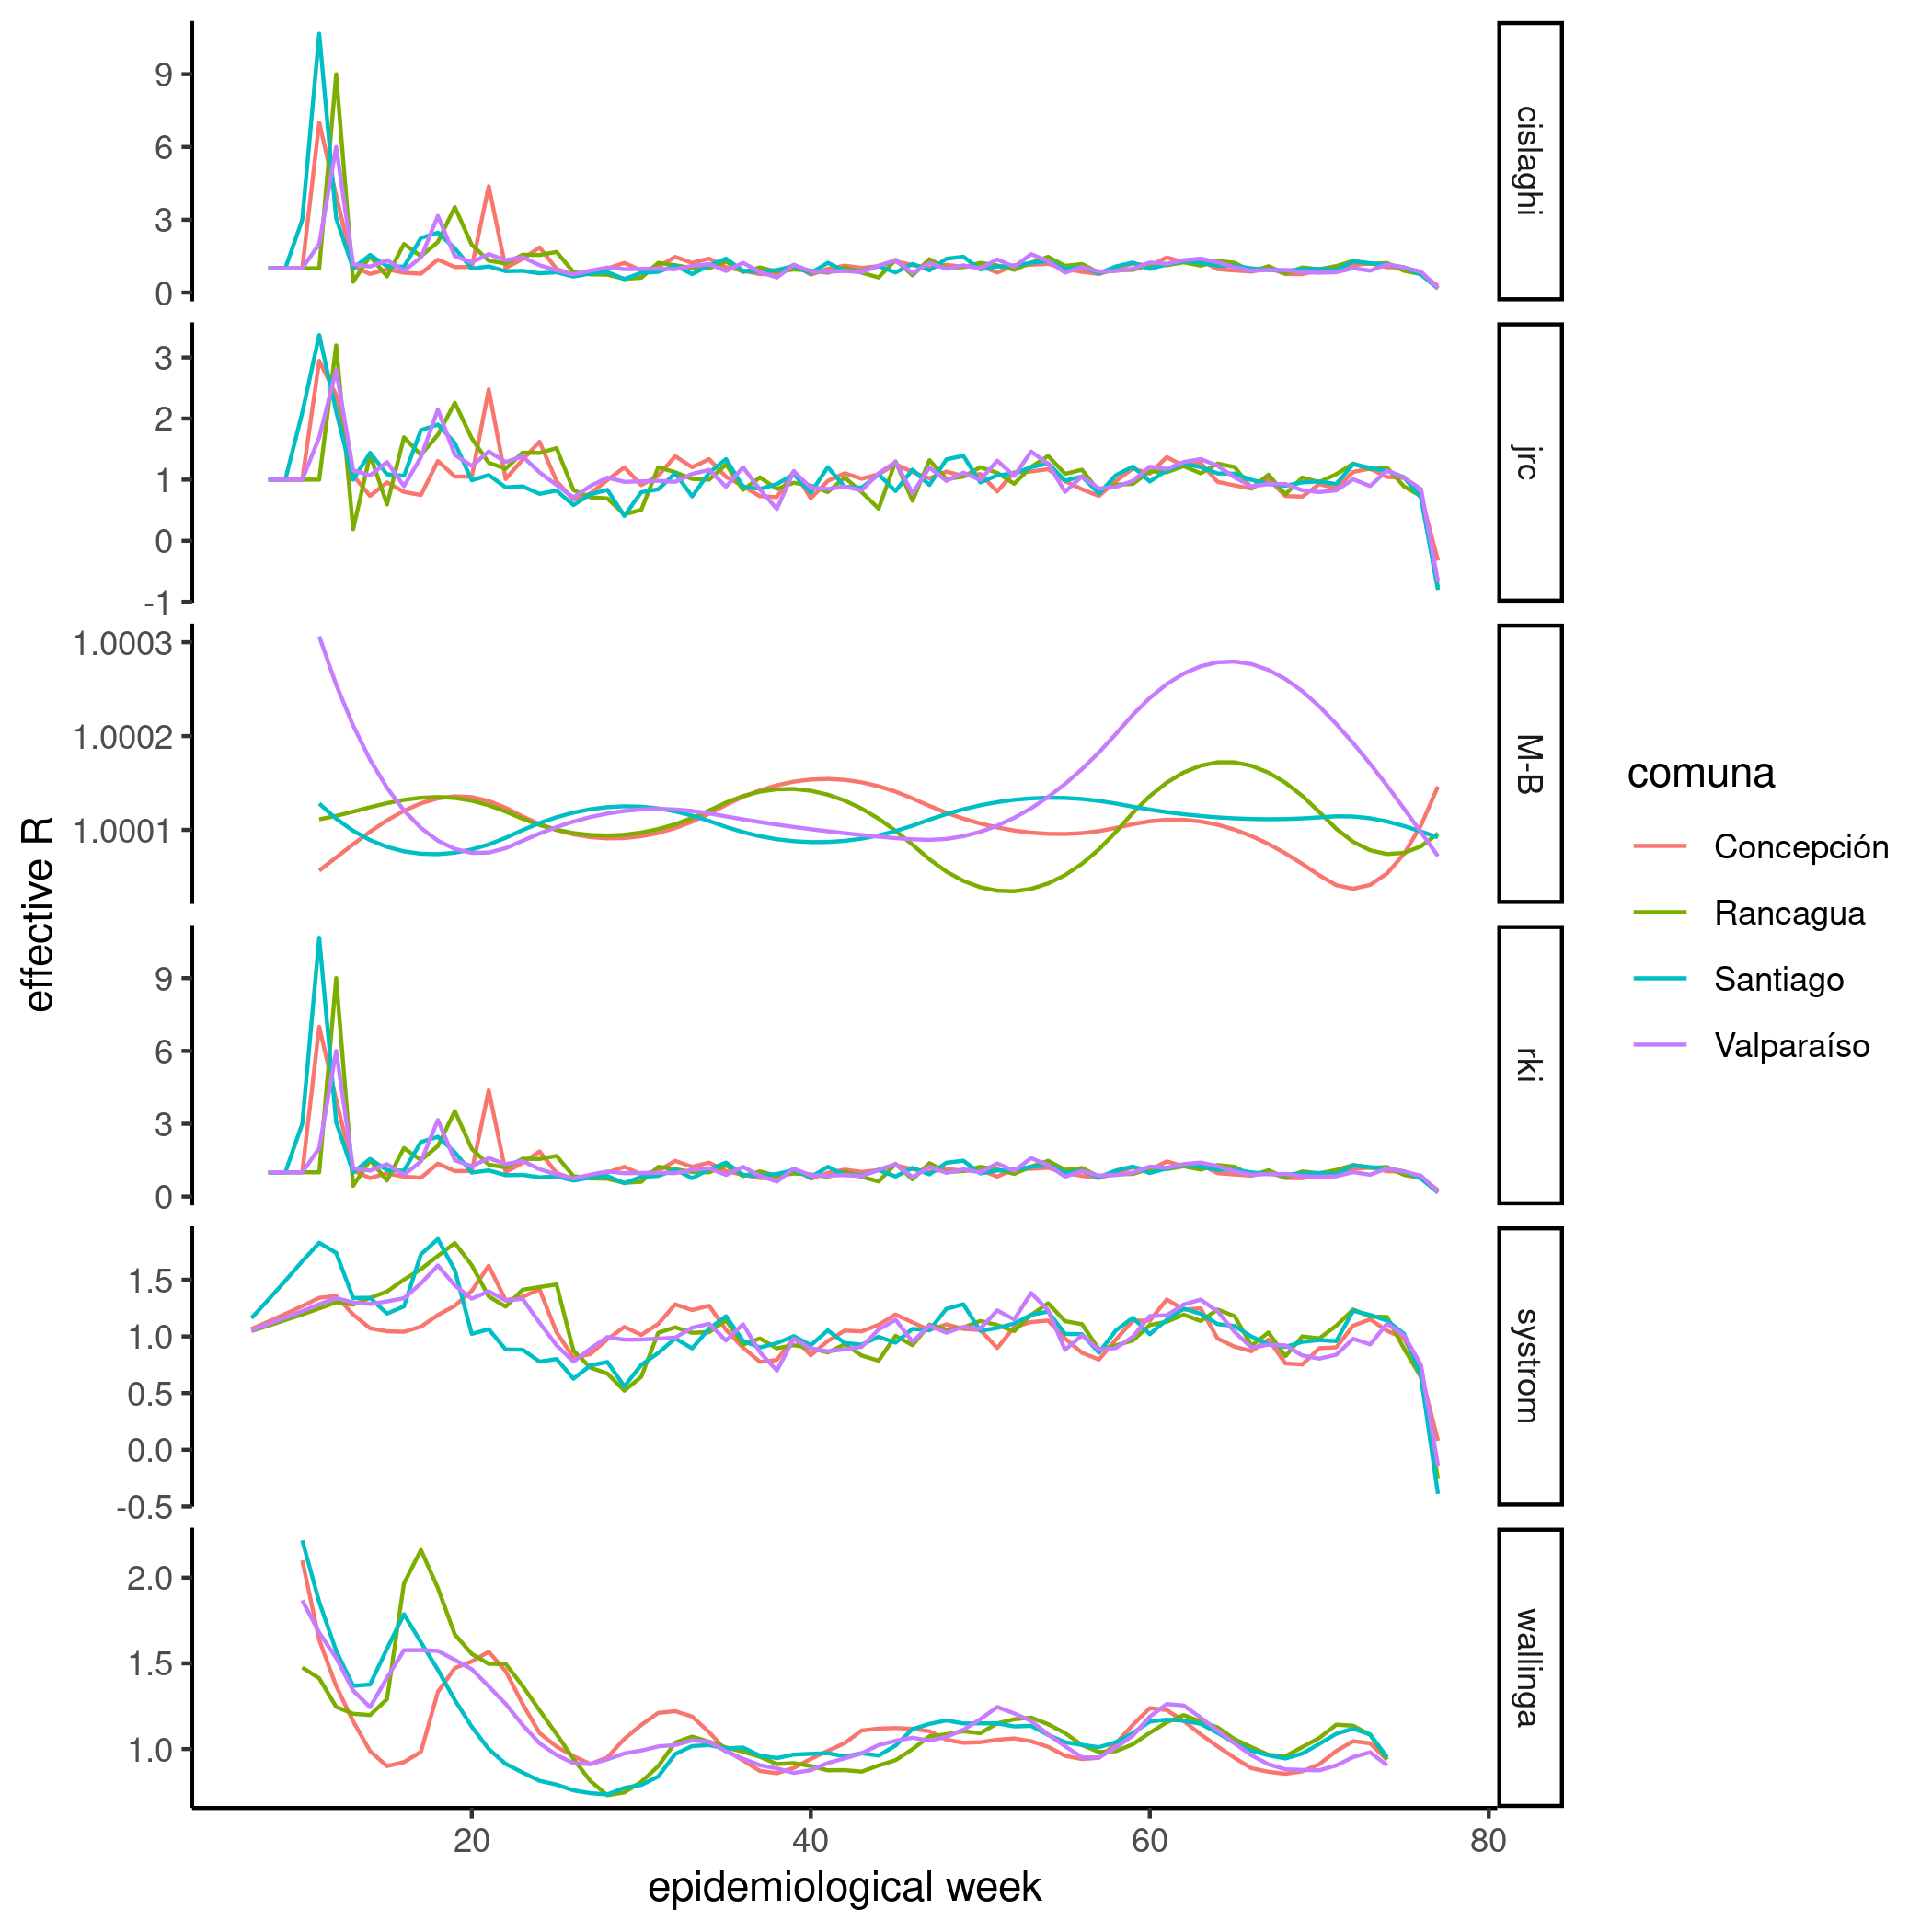 effective R
9
6
3
0
cislaghi
3
2
1
0
-1
jrc
1.0003
1.0002
1.0001
M-B
9
6
3
0
rki
1.5
1.0
0.5
0.0
-0.5
systrom
2.0
1.5
1.0
wallinga
20
40
60
80
epidemiological week
comuna
Concepción
Rancagua
Santiago
Valparaíso